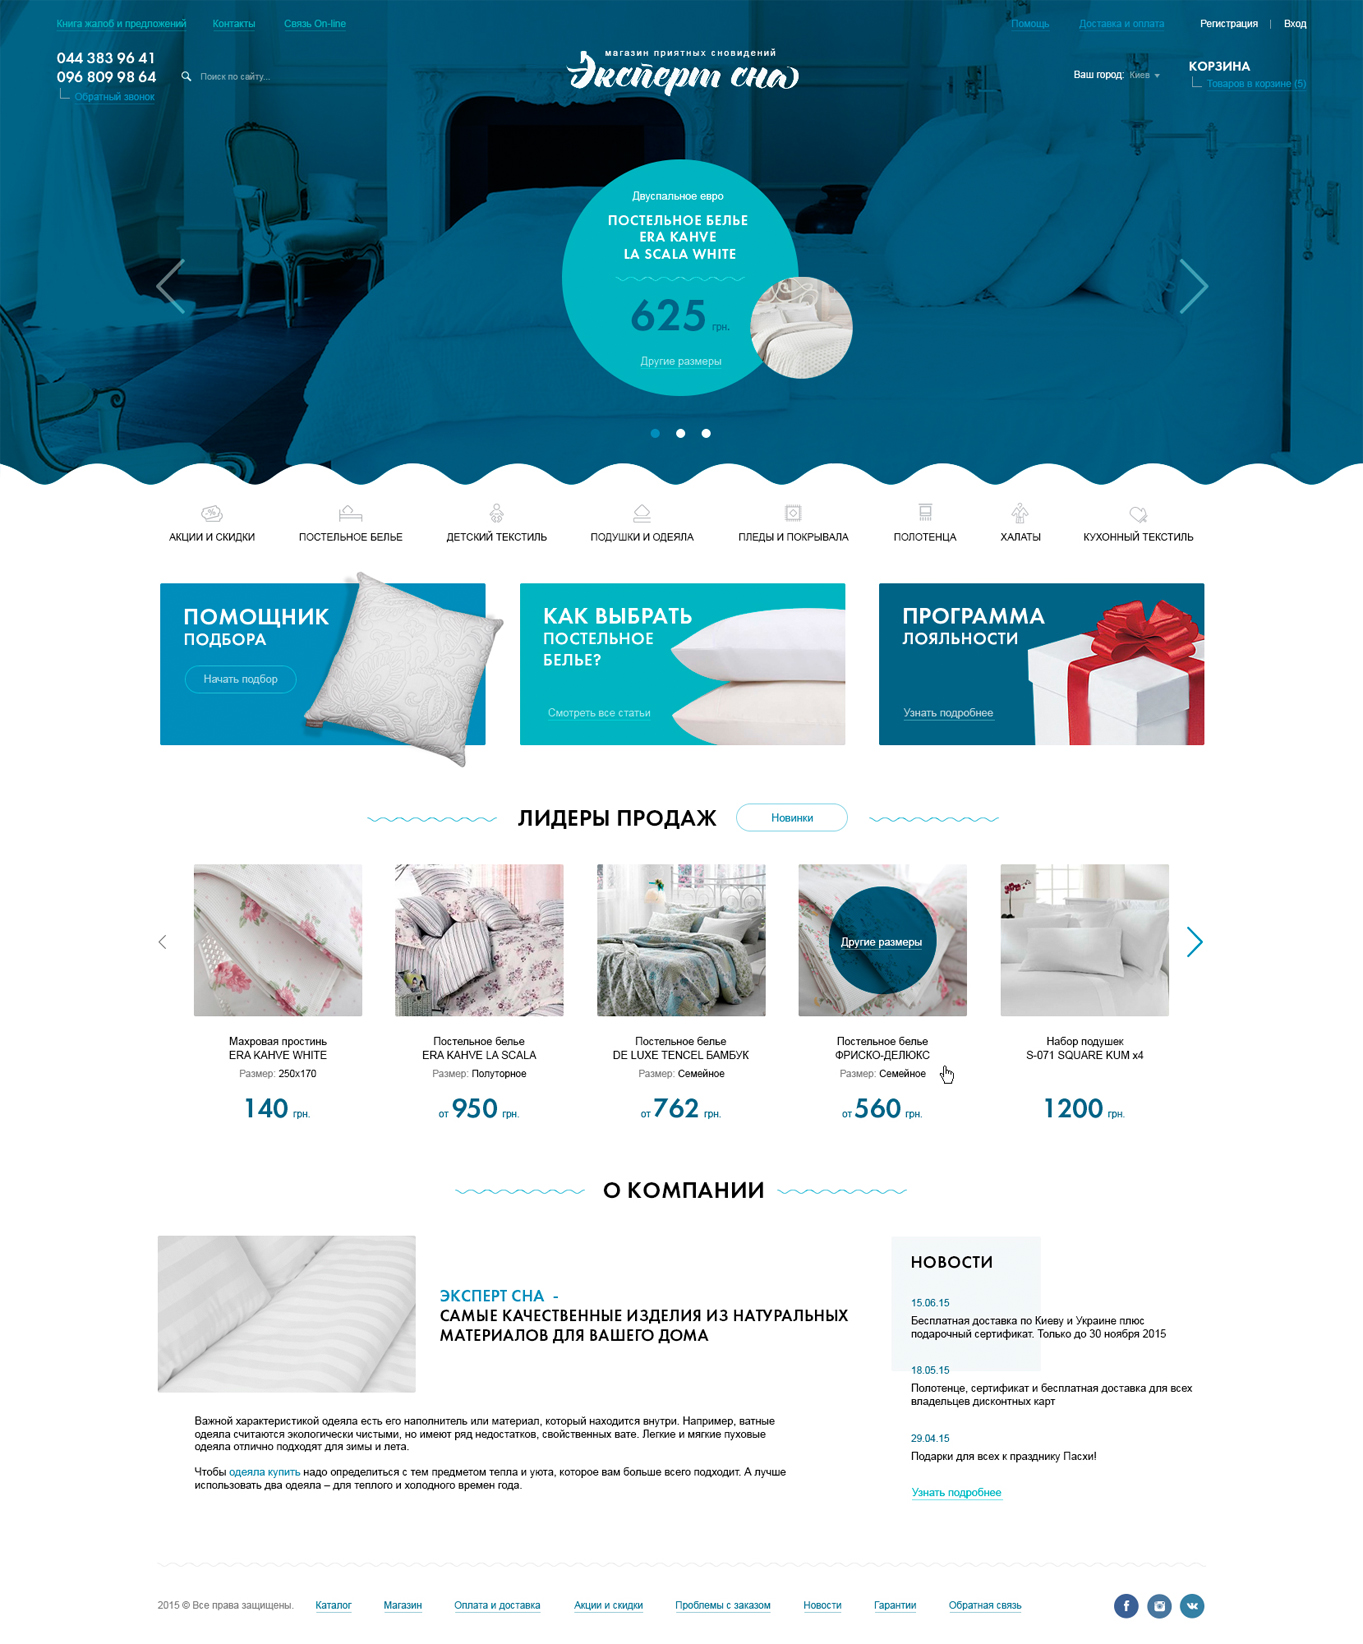 Книга жалоб и предложений
Контакты
Связь On-line
Помощь
Доставка и оплата
Регистрация | Вход
044 383 96 41
096 809 98 64
Обратный звонок
Поиск по сайту...
магазин приятных сновидений
Эксперт сна
Ваш город: Киев
КОРЗИНА
Товаров в корзине (5)
Двуспальное евро
ПОСТЕЛЬНОЕ БЕЛЬЕ
ERA KAHVE
LA SCALA WHITE
625 грн.
Другие размеры
%
АКЦИИ И СКИДКИ
ПОСТЕЛЬНОЕ БЕЛЬЕ
ДЕТСКИЙ ТЕКСТИЛЬ
ПОДУШКИ И ОДЕЯЛА
ПЛЕДЫ И ПОКРЫВАЛА
ПОЛОТЕНЦА
ХАЛАТЫ
КУХОННЫЙ ТЕКСТИЛЬ
ПОМОЩНИК
ПОДБОРА
Начать подбор
КАК ВЫБРАТЬ
ПОСТЕЛЬНОЕ
БЕЛЬЕ?
Смотреть все статьи
ПРОГРАММА
ЛОЯЛЬНОСТИ
Узнать подробнее
ЛИДЕРЫ ПРОДАЖ
Новинки
Махровая простинь
ERA KAHVE WHITE
Размер: 250x170
140 грн.
Постельное белье
ERA KAHVE LA SCALA
Размер: Полуторное
от 950 грн.
Постельное белье
DE LUXE TENCEL БАМБУК
Размер: Семейное
от 762 грн.
Другие размеры
Постельное белье
ФРИСКО-ДЕЛЮКС
Размер: Семейное
от 560 грн.
Набор подушек
S-071 SQUARE KUM x4
1200 грн.
О КОМПАНИИ
ЭКСПЕРТ СНА -
САМЫЕ КАЧЕСТВЕННЫЕ ИЗДЕЛИЯ ИЗ НАТУРАЛЬНЫХ
МАТЕРИАЛОВ ДЛЯ ВАШЕГО ДОМА
Важной характеристикой одеяла есть его наполнитель или материал, который находится внутри. Например, ватные
одеяла считаются экологически чистыми, но имеют ряд недостатков, свойственных вате. Легкие и мягкие пуховые
одеяла отлично подходят для зимы и лета.
Чтобы одеяла купить надо определиться с тем предметом тепла и уюта, которое вам больше всего подходит. А лучше
использовать два одеяла – для теплого и холодного времен года.
НОВОСТИ
15.06.15
Бесплатная доставка по Киеву и Украине плюс
подарочный сертификат. Только до 30 ноября 2015
18.05.15
Полотенце, сертификат и бесплатная доставка для всех
владельцев дисконтных карт
29.04.15
Подарки для всех к празднику Пасхи!
Узнать подробнее
2015 © Все права защищены.
Каталог
Магазин
Оплата и доставка
Акции и скидки
Проблемы с заказом
Новости
Гарантии
Обратная связь